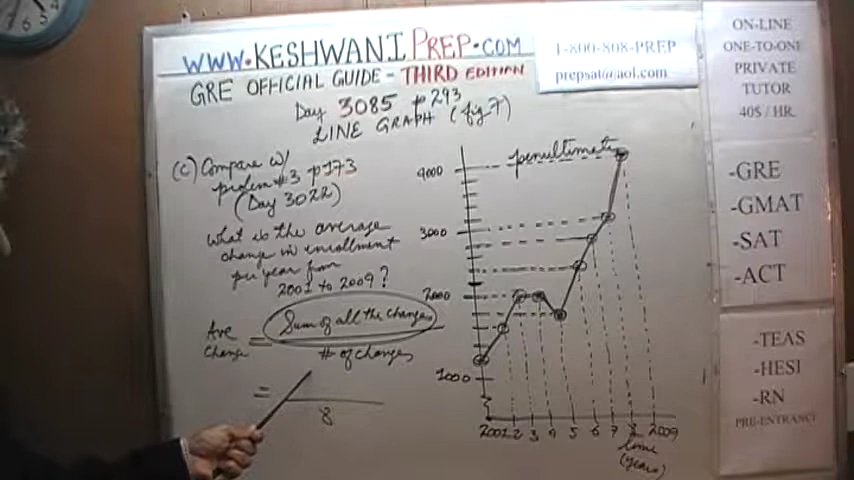 WWW.KESHWANI PREP.COM
GRE OFFICIAL GUIDE - THIRD EDITION
Day 3085 p293
LINE GRAPH (fig 7)
1-800-808-PREP
prepsat@aol.com
ON-LINE
ONE-TO-ONE
PRIVATE
TUTOR
40$ / HR.
-GRE
-GMAT
-SAT
-ACT
-TEAS
-HESI
-RN
PRE-ENTRANCE
(c) Compare w/
problem #3 p173
(Day 3022)
What is the average
change in enrollment
per year from
2001 to 2009?
Ave Change = Sum of all the changes
# of changes
=
8
penultimate
4000
3000
2000
1000
2001 2 3 4 5 6 7 8 2009
time
(years)